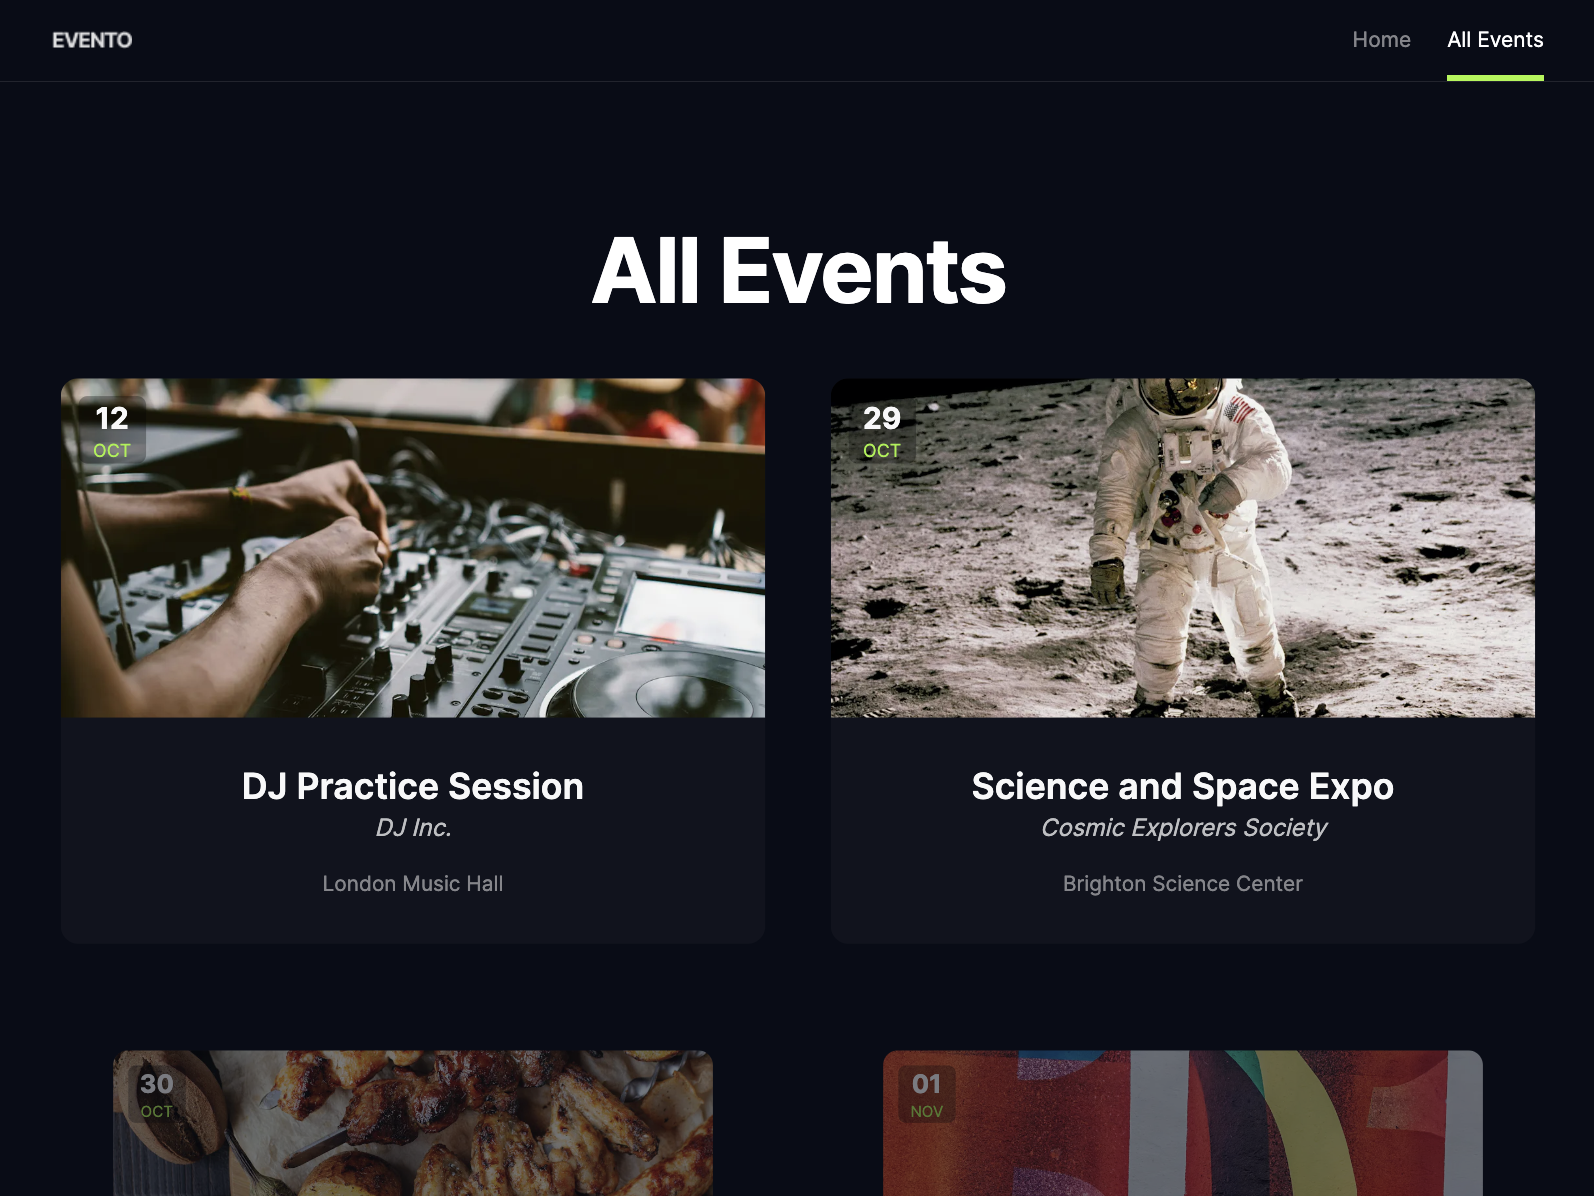 EVENTO
Home
All Events
All Events
12
OCT
29
OCT
DJ Practice Session
DJ Inc.
London Music Hall
Science and Space Expo
Cosmic Explorers Society
Brighton Science Center
30
OCT
01
NOV